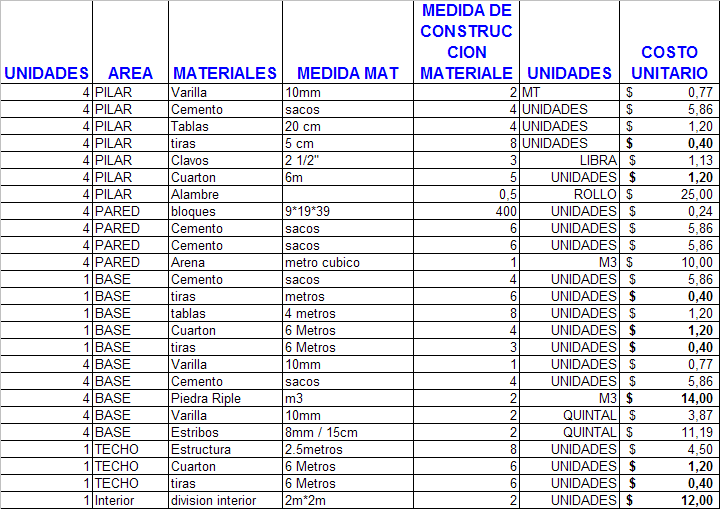 UNIDADES AREA MATERIALES MEDIDA MAT MEDIDA DE CONSTRUC CION MATERIALE UNIDADES COSTO UNITARIO
4 PILAR Varilla 10mm 2 MT $ 0,77
4 PILAR Cemento sacos 4 UNIDADES $ 5,86
4 PILAR Tablas 20 cm 4 UNIDADES $ 1,20
4 PILAR tiras 5 cm 8 UNIDADES $ 0,40
4 PILAR Clavos 2 1/2" 3 LIBRA $ 1,13
4 PILAR Cuarton 6m 5 UNIDADES $ 1,20
4 PILAR Alambre 0,5 ROLLO $ 25,00
4 PARED bloques 9*19*39 400 UNIDADES $ 0,24
4 PARED Cemento sacos 6 UNIDADES $ 5,86
4 PARED Cemento sacos 6 UNIDADES $ 5,86
4 PARED Arena metro cubico 1 M3 $ 10,00
1 BASE Cemento sacos 4 UNIDADES $ 5,86
1 BASE tiras metros 6 UNIDADES $ 0,40
1 BASE tablas 4 metros 8 UNIDADES $ 1,20
1 BASE Cuarton 6 Metros 4 UNIDADES $ 1,20
1 BASE tiras 6 Metros 3 UNIDADES $ 0,40
4 BASE Varilla 10mm 1 UNIDADES $ 0,77
4 BASE Cemento sacos 4 UNIDADES $ 5,86
4 BASE Piedra Riple m3 2 M3 $ 14,00
4 BASE Varilla 10mm 2 QUINTAL $ 3,87
4 BASE Estribos 8mm / 15cm 2 QUINTAL $ 11,19
1 TECHO Estructura 2.5metros 8 UNIDADES $ 4,50
1 TECHO Cuarton 6 Metros 6 UNIDADES $ 1,20
1 TECHO tiras 6 Metros 6 UNIDADES $ 0,40
1 Interior division interior 2m*2m 2 UNIDADES $ 12,00